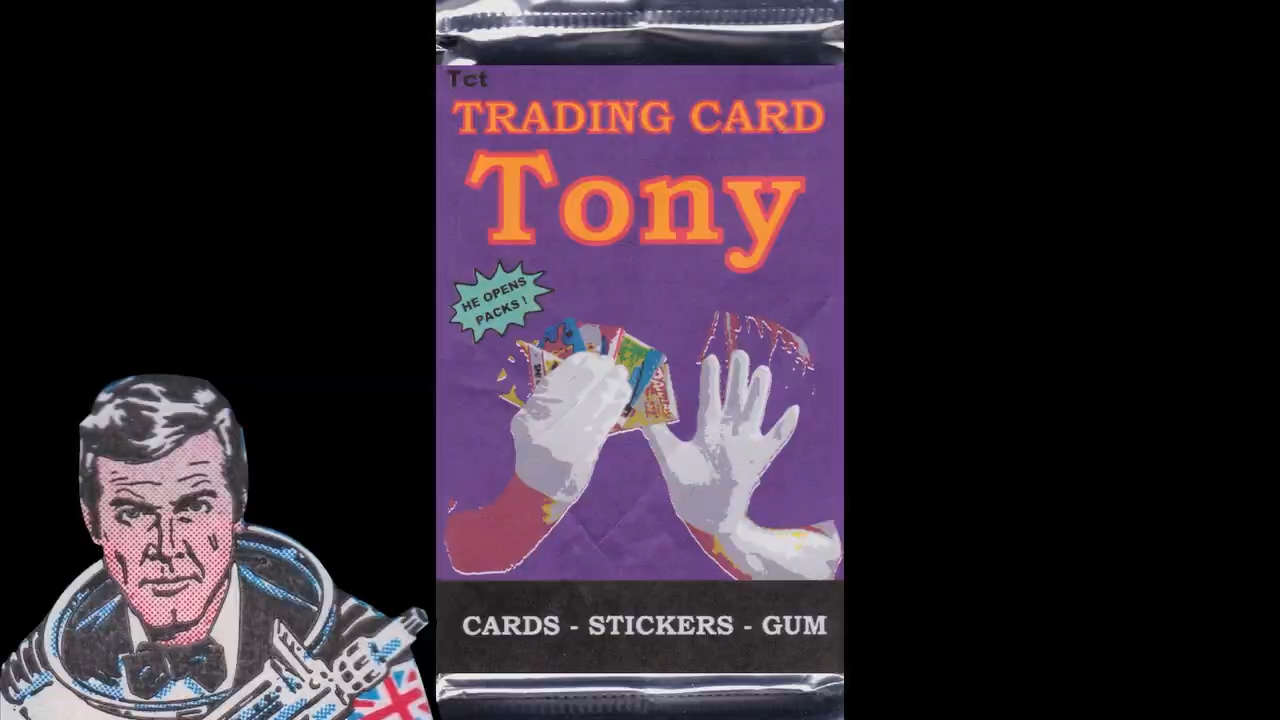 Tct
TRADING CARD
Tony
HE OPENS
PACKS !
CARDS - STICKERS - GUM